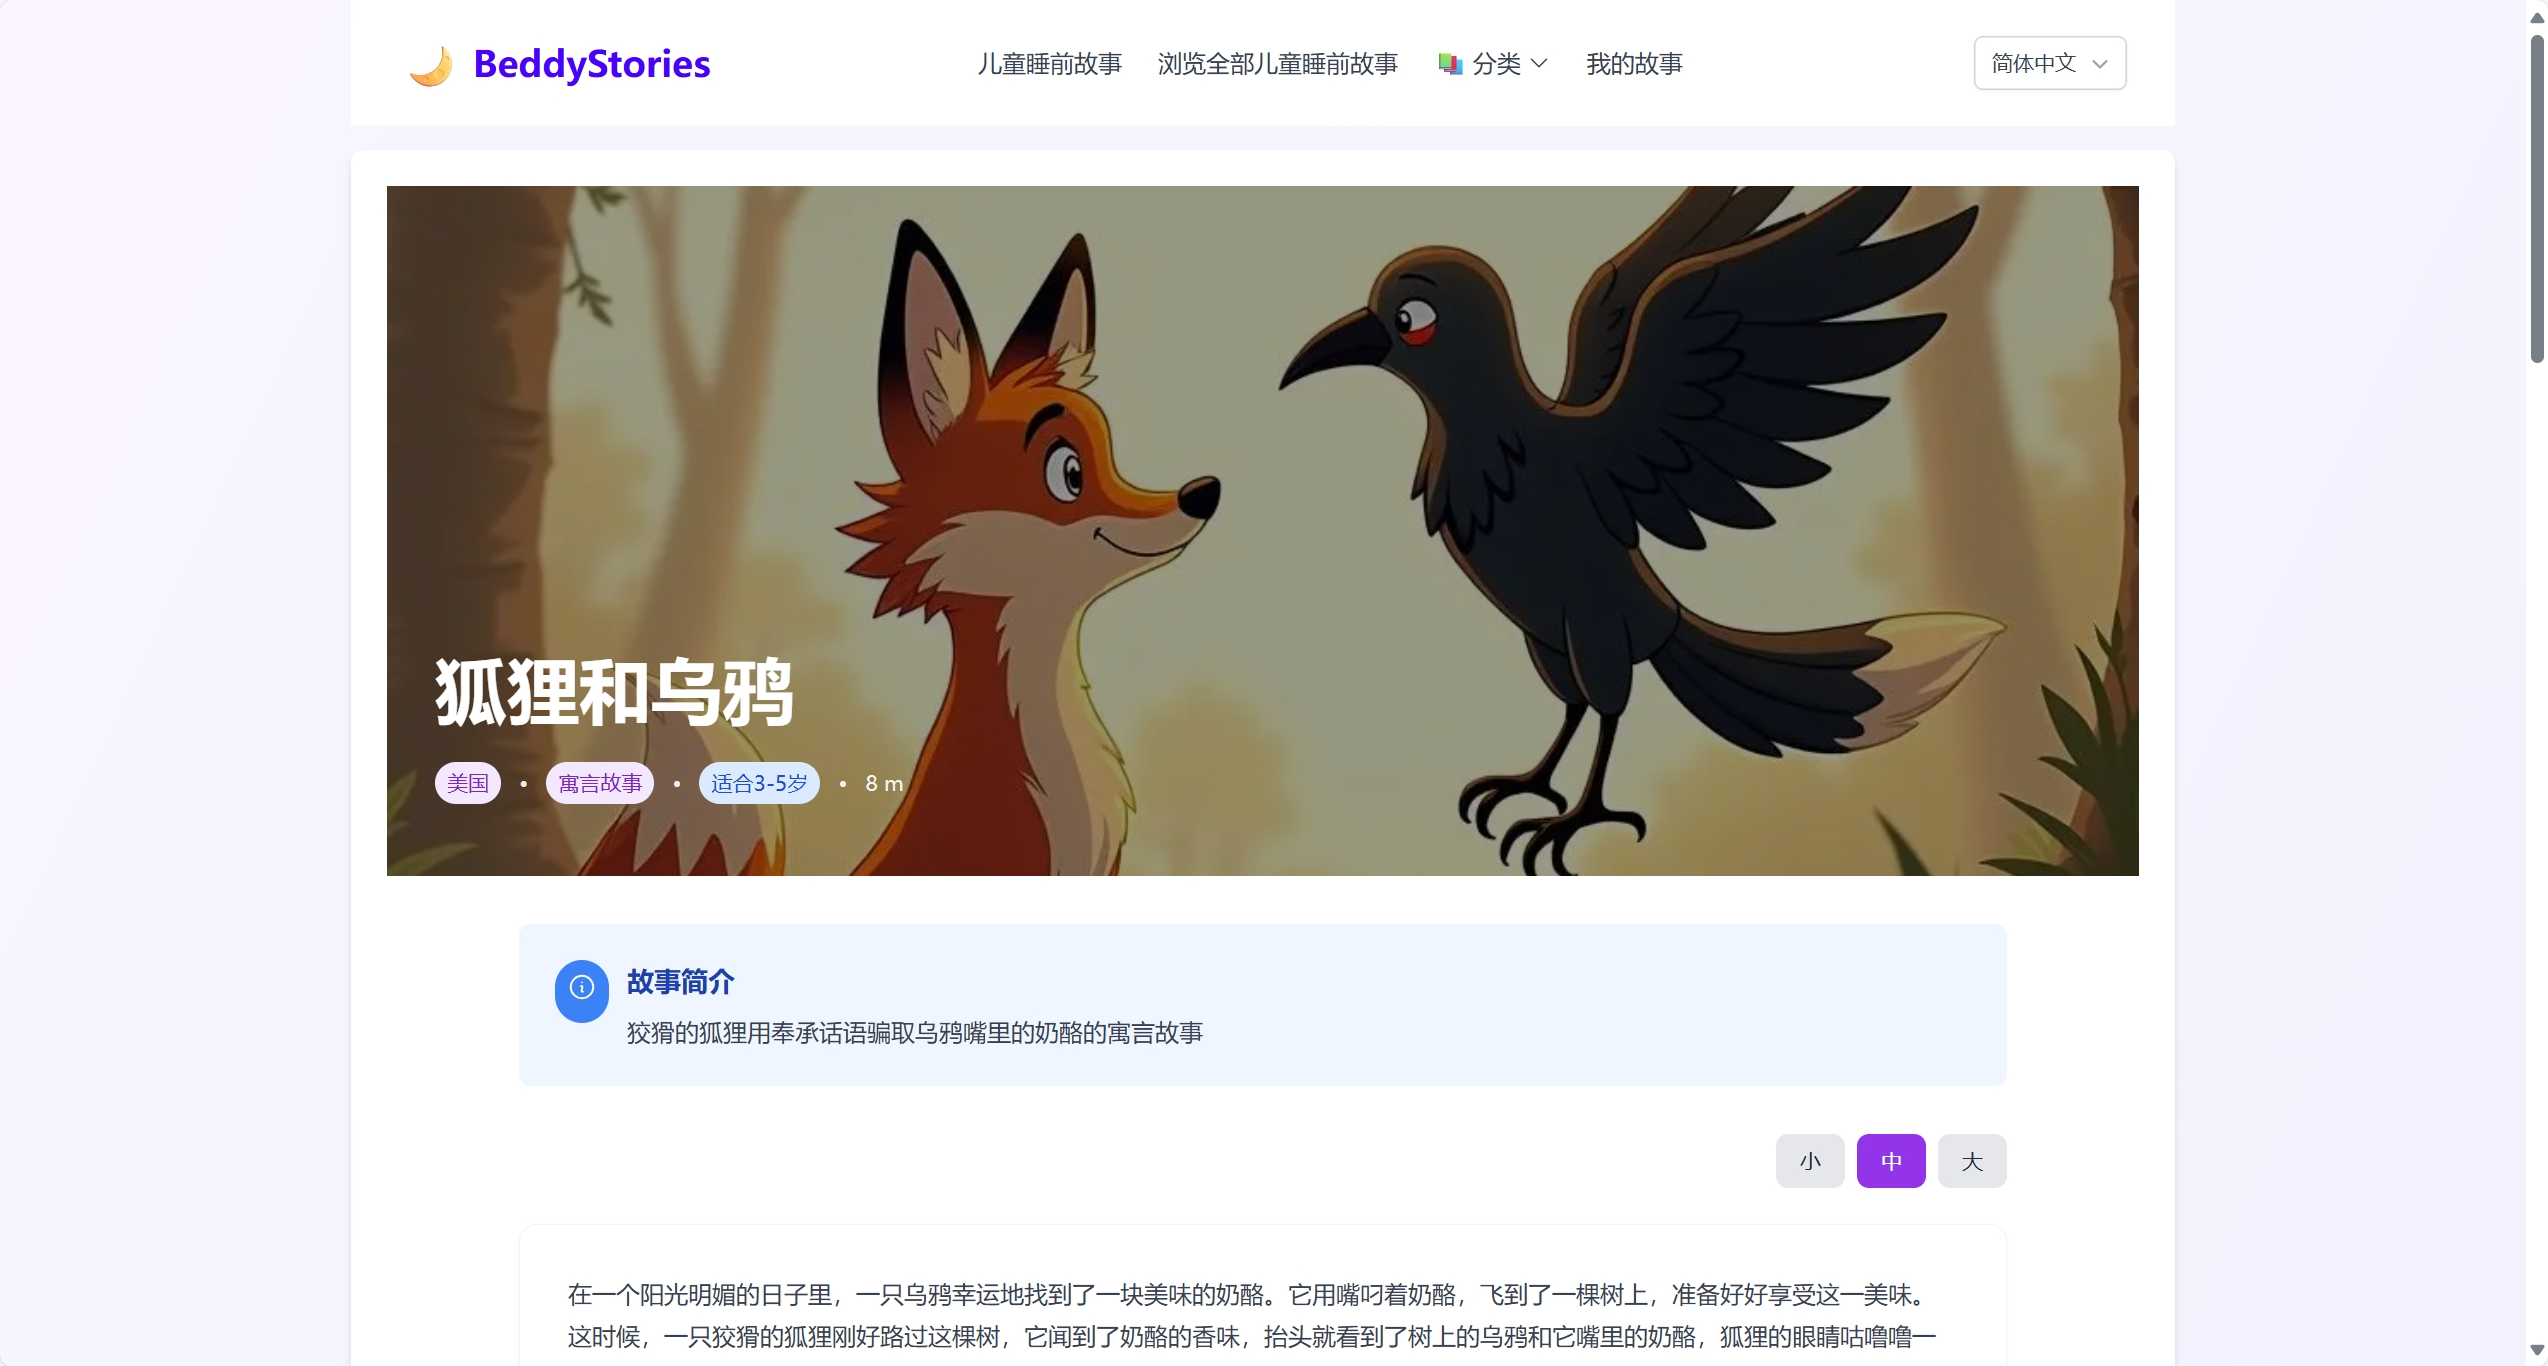 BeddyStories
儿童睡前故事
浏览全部儿童睡前故事
分类
我的故事
简体中文
狐狸和乌鸦
美国 • 寓言故事 • 适合3-5岁 • 8 m
故事简介
狡猾的狐狸用奉承话语骗取乌鸦嘴里的奶酪的寓言故事
小
中
大
在一个阳光明媚的日子里，一只乌鸦幸运地找到了一块美味的奶酪。它用嘴叼着奶酪，飞到了一棵树上，准备好好享受这一美味。
这时候，一只狡猾的狐狸刚好路过这棵树，它闻到了奶酪的香味，抬头就看到了树上的乌鸦和它嘴里的奶酪，狐狸的眼睛咕噜噜一